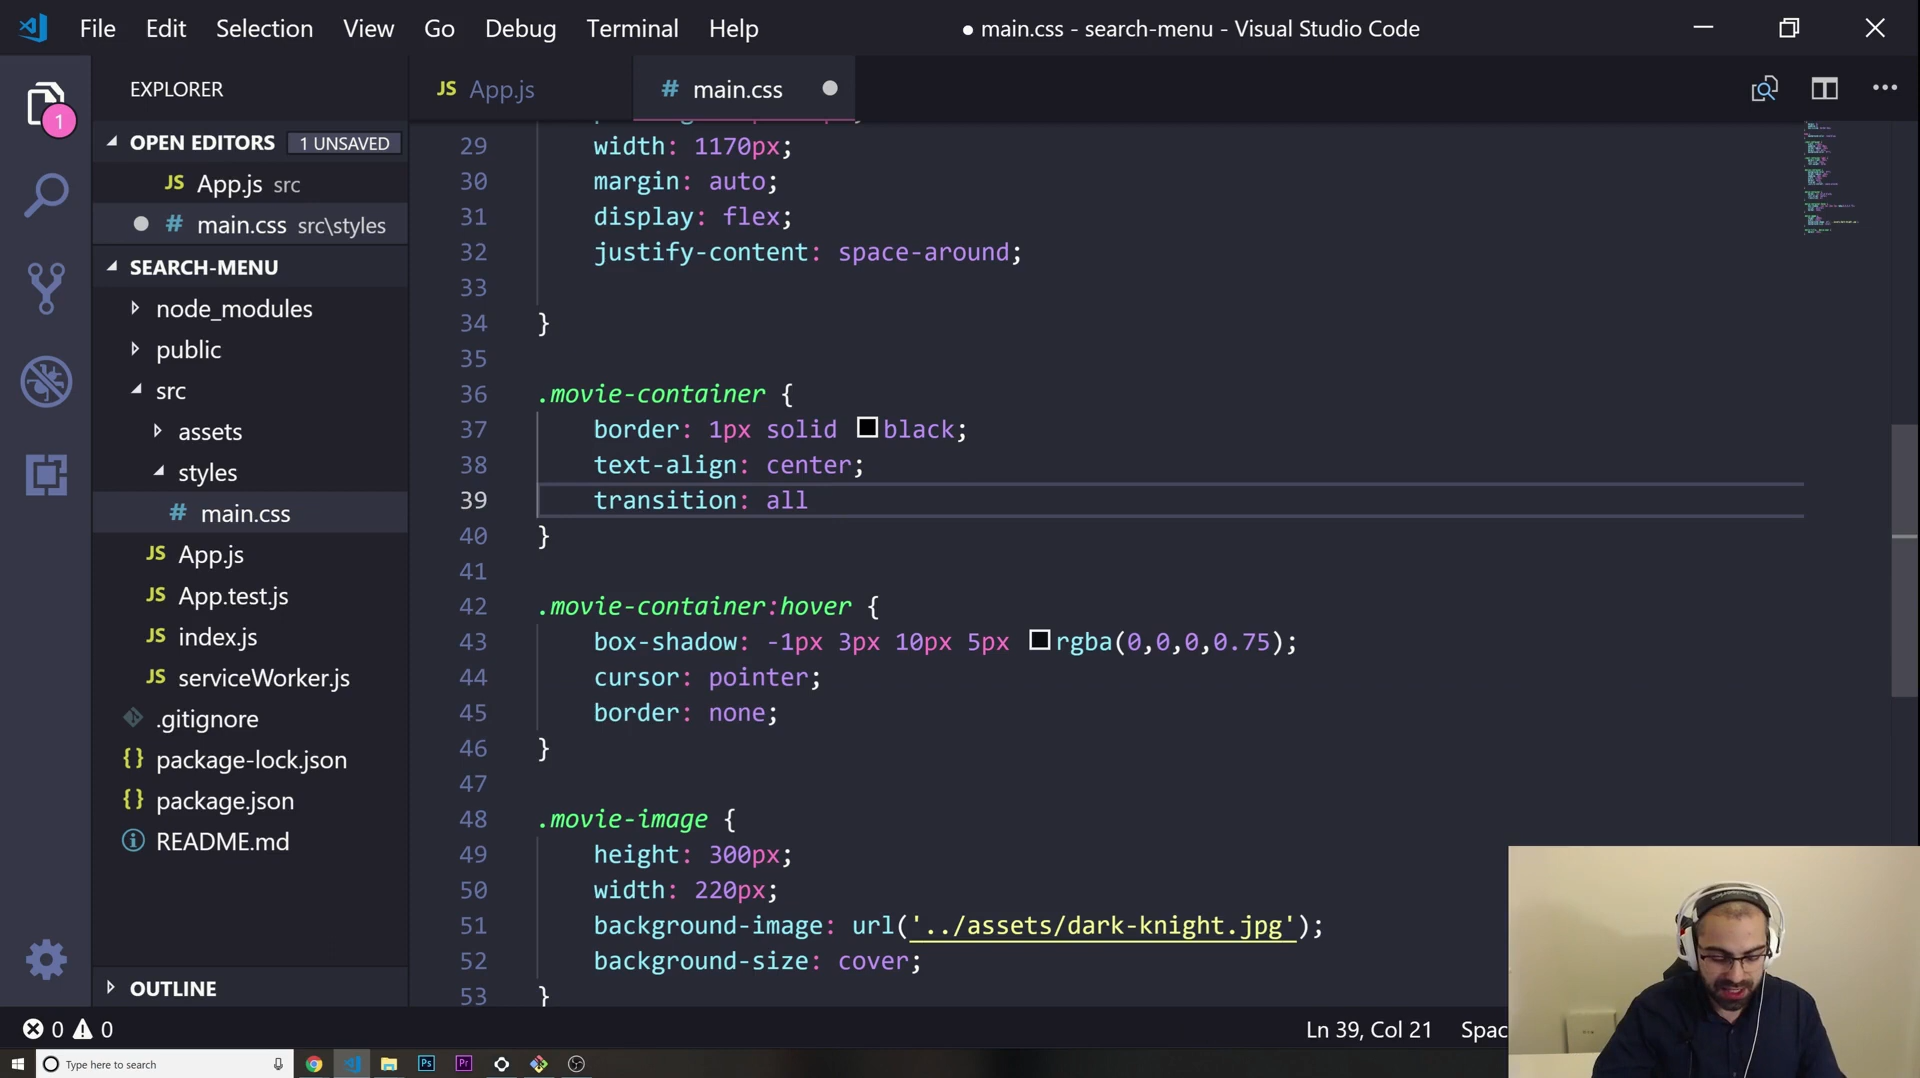 File Edit Selection View Go Debug Terminal Help
● main.css - search-menu - Visual Studio Code
EXPLORER
1
OPEN EDITORS 1 UNSAVED
JS App.js src
# main.css src\styles
SEARCH-MENU
node_modules
public
src
assets
styles
# main.css
JS App.js
JS App.test.js
JS index.js
JS serviceWorker.js
.gitignore
{} package-lock.json
{} package.json
README.md
OUTLINE
JS App.js
# main.css
29 width: 1170px;
30 margin: auto;
31 display: flex;
32 justify-content: space-around;
33
34 }
35
36 .movie-container {
37 border: 1px solid black;
38 text-align: center;
39 transition: all
40 }
41
42 .movie-container:hover {
43 box-shadow: -1px 3px 10px 5px rgba(0,0,0,0.75);
44 cursor: pointer;
45 border: none;
46 }
47
48 .movie-image {
49 height: 300px;
50 width: 220px;
51 background-image: url('../assets/dark-knight.jpg');
52 background-size: cover;
53 }
0 0
Ln 39, Col 21 Spac
Type here to search
Ps Pr